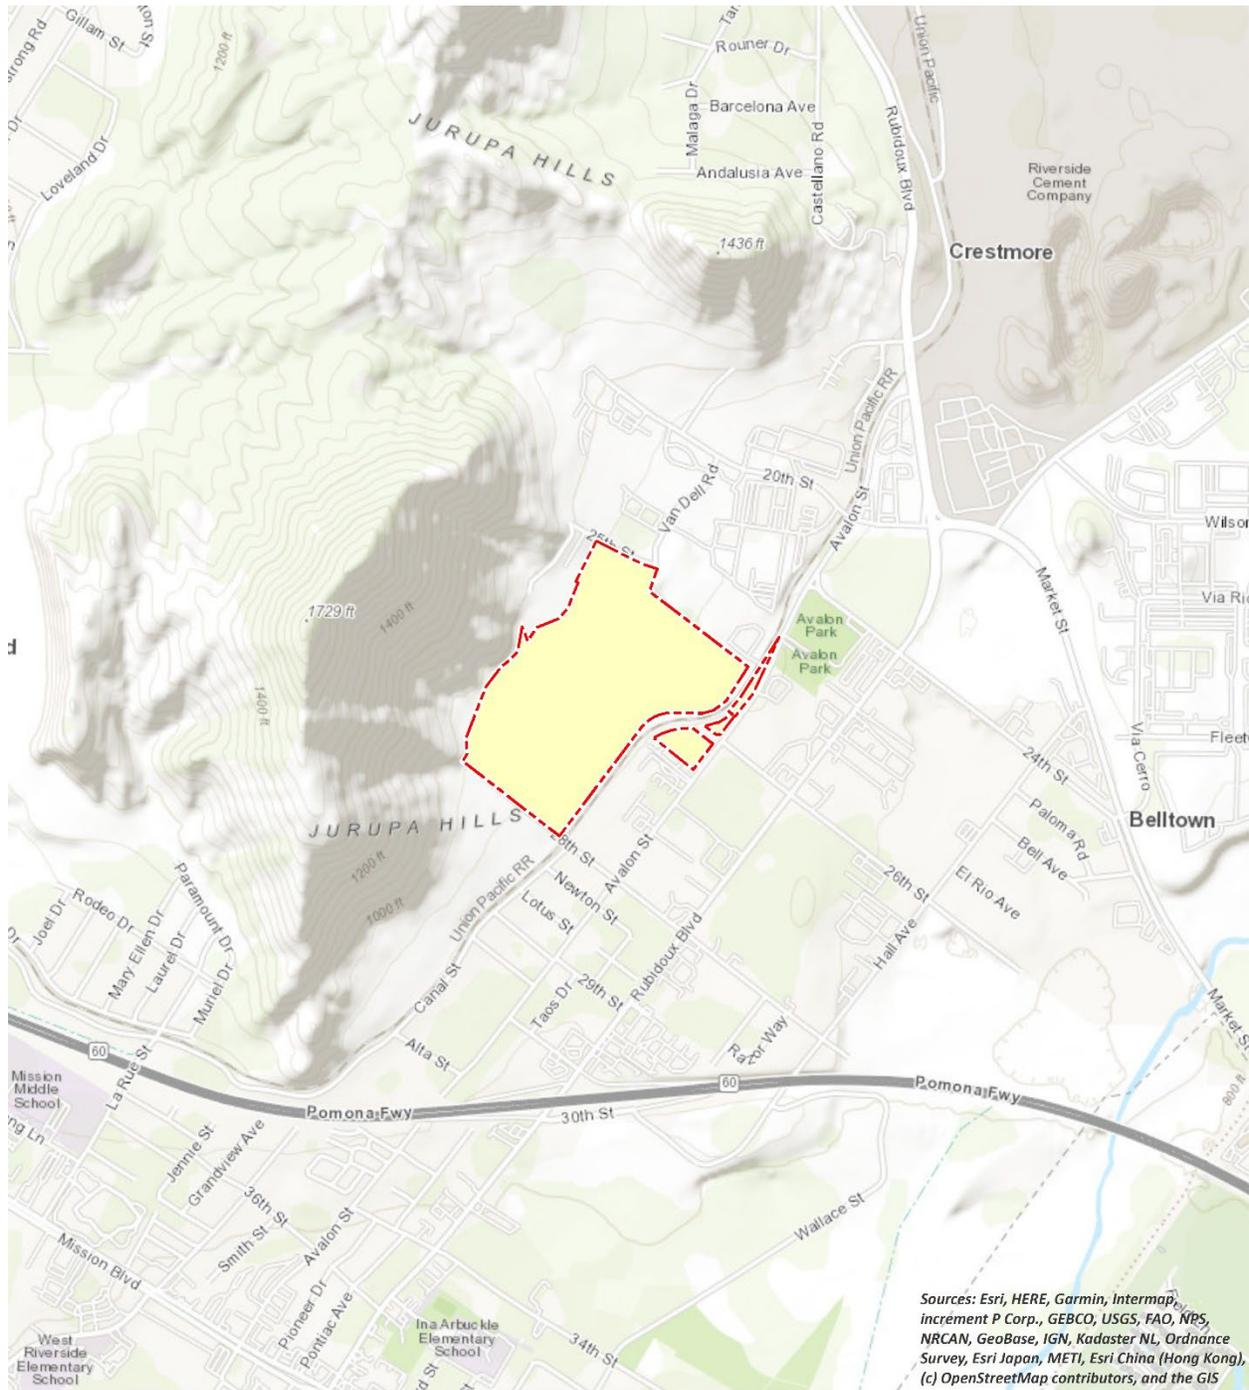 Gillam St
Loveland Dr
1200 ft
JURUPA HILLS
Rouner Dr
Malaga Dr
Barcelona Ave
Andalusia Ave
Castellano Rd
Union Pacific
Rubidoux Blvd
Riverside
Cement
Company
Crestmore
1436 ft
Union Pacific RR
20th St
Van Dell Rd
Avalon St
25th St
Wilson
Market St
Via Ric
1729 ft
1400 ft
1400 ft
Avalon
Park
Avalon
Park
Via Cerro
Fleet
24th St
Paloma Rd
Belltown
Bell Ave
JURUPA HILLS
28th St
26th St
El Rio Ave
1200 ft
1000 ft
Union Pacific RR
Avalon St
Newton St
Lotus St
Rubidoux Blvd
Hall Ave
Paramount Dr
Rodeo Dr
Joel Dr
Mary Ellen Dr
Laurel Dr
Muriel Dr
Canal St
Taos Dr
29th St
Razor Way
Market St
Alta St
60
60
Mission
Middle
School
La Rue St
Pomona Fwy
Pomona Fwy
800 ft
30th St
ng Ln
Jennie St
Grandview Ave
36th St
Smith St
Avalon St
Wallace St
Mission Blvd
Pioneer Dr
Pontiac Ave
West
Riverside
Elementary
School
Ina Arbuckle
Elementary
School
34th St
Sources: Esri, HERE, Garmin, Intermap,
increment P Corp., GEBCO, USGS, FAO, NPS,
NRCAN, GeoBase, IGN, Kadaster NL, Ordnance
Survey, Esri Japan, METI, Esri China (Hong Kong),
(c) OpenStreetMap contributors, and the GIS